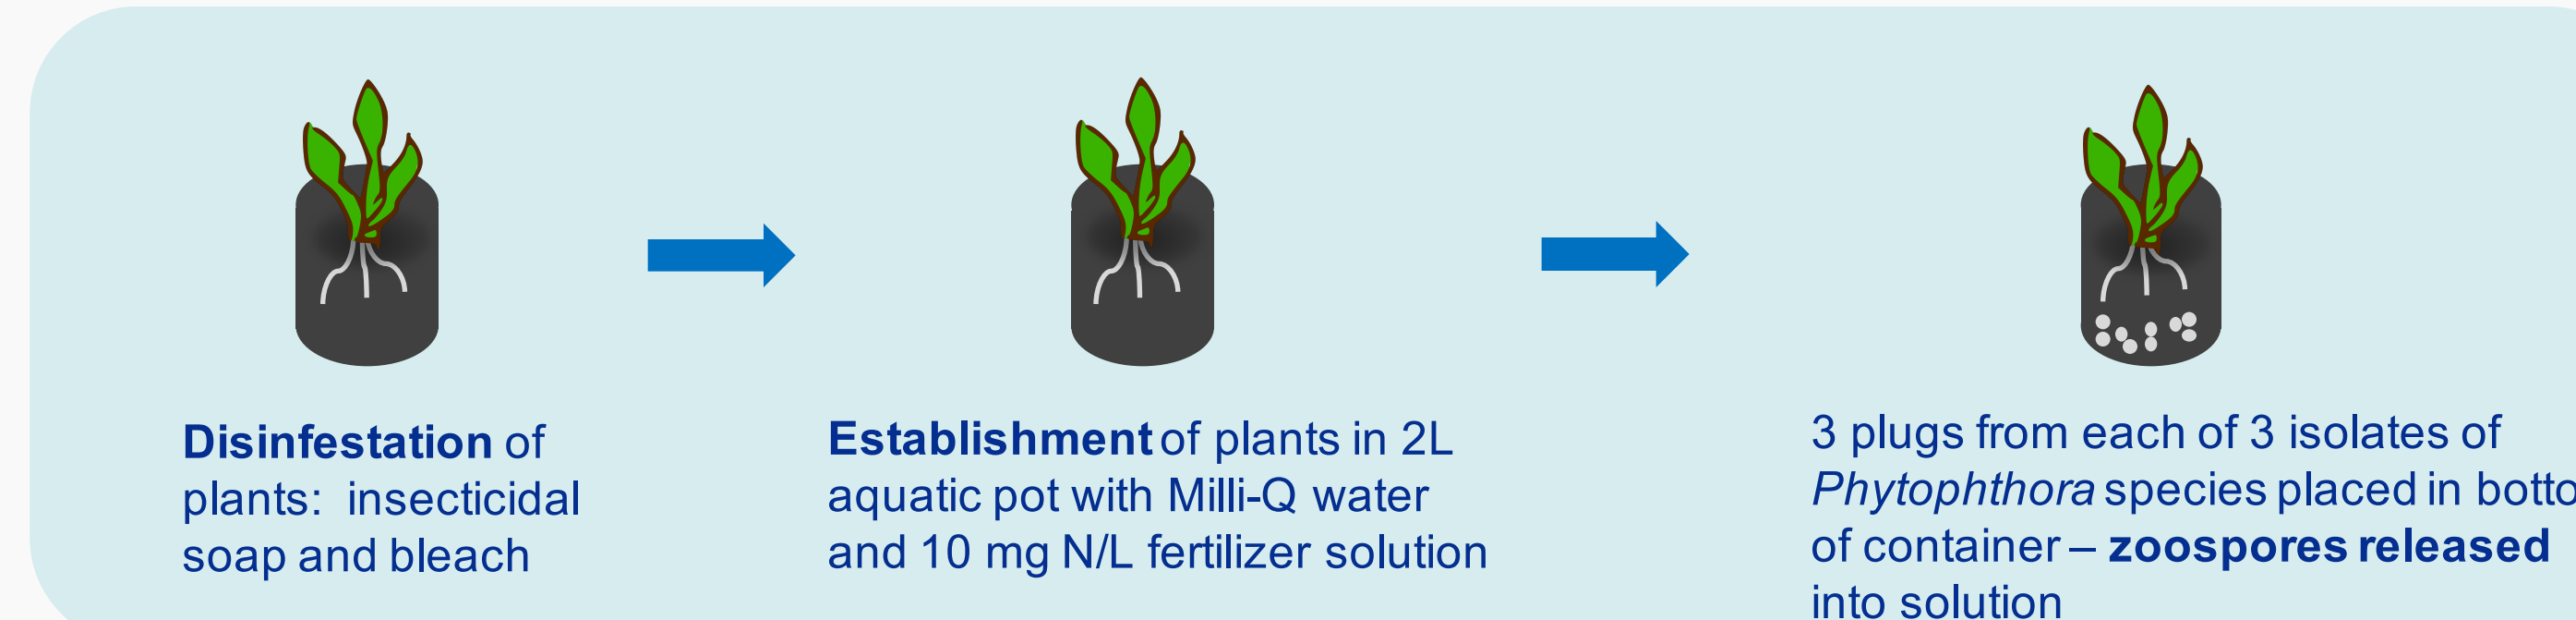 Disinfestation of
plants: insecticidal
soap and bleach
Establishment of plants in 2L
aquatic pot with Milli-Q water
and 10 mg N/L fertilizer solution
3 plugs from each of 3 isolates of
Phytophthora species placed in botto
of container – zoospores released
into solution